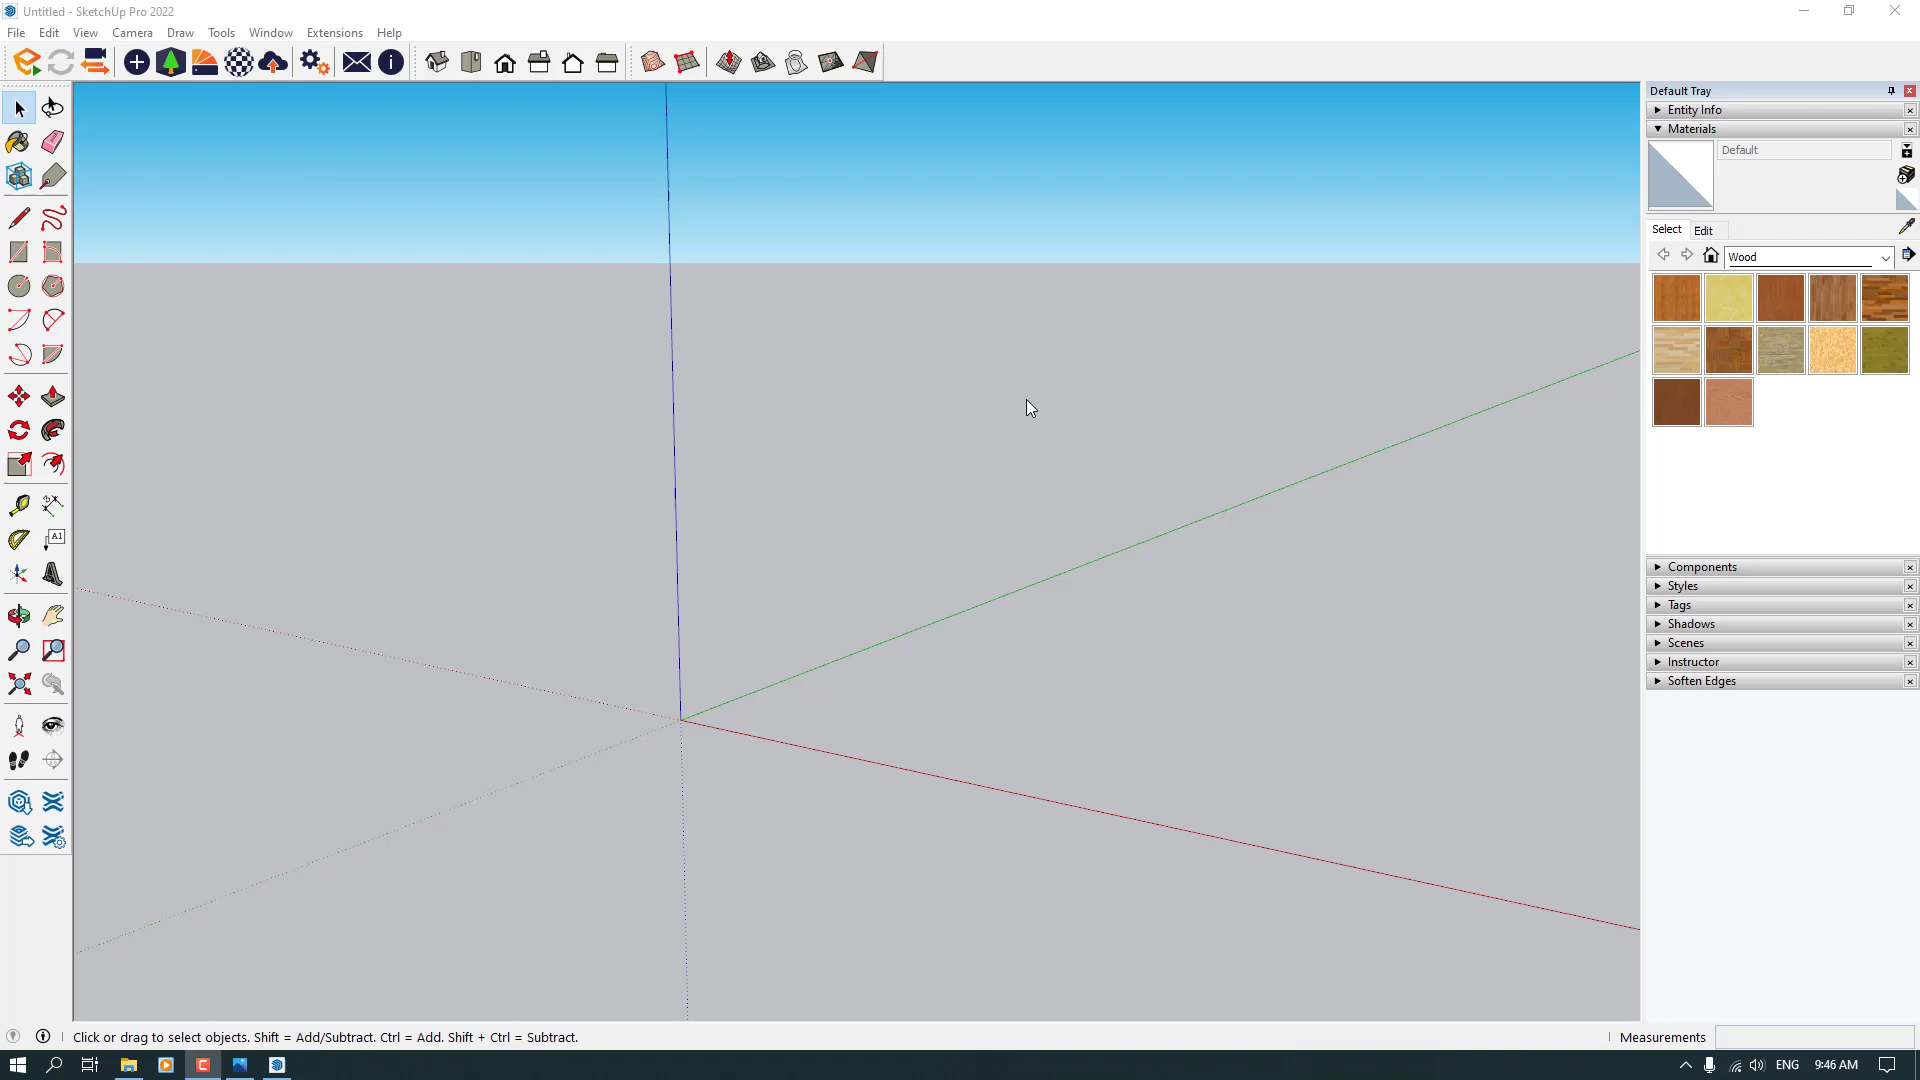 Untitled - SketchUp Pro 2022
File Edit View Camera Draw Tools Window Extensions Help
Default Tray
Entity Info
Materials
Default
Select Edit
Wood
A1
Components
Styles
Tags
Shadows
Scenes
Instructor
Soften Edges
Click or drag to select objects. Shift = Add/Subtract. Ctrl = Add. Shift + Ctrl = Subtract.
Measurements
ENG
9:46 AM